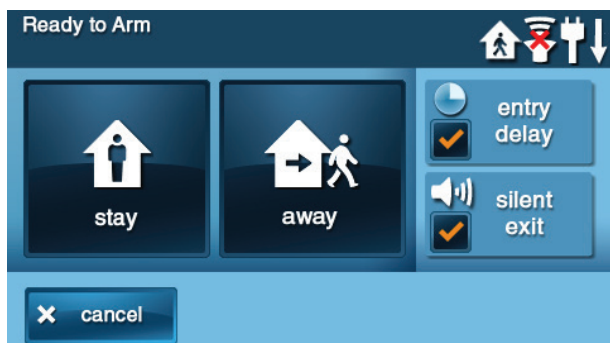 Ready to Arm
stay
away
entry
delay
silent
exit
cancel